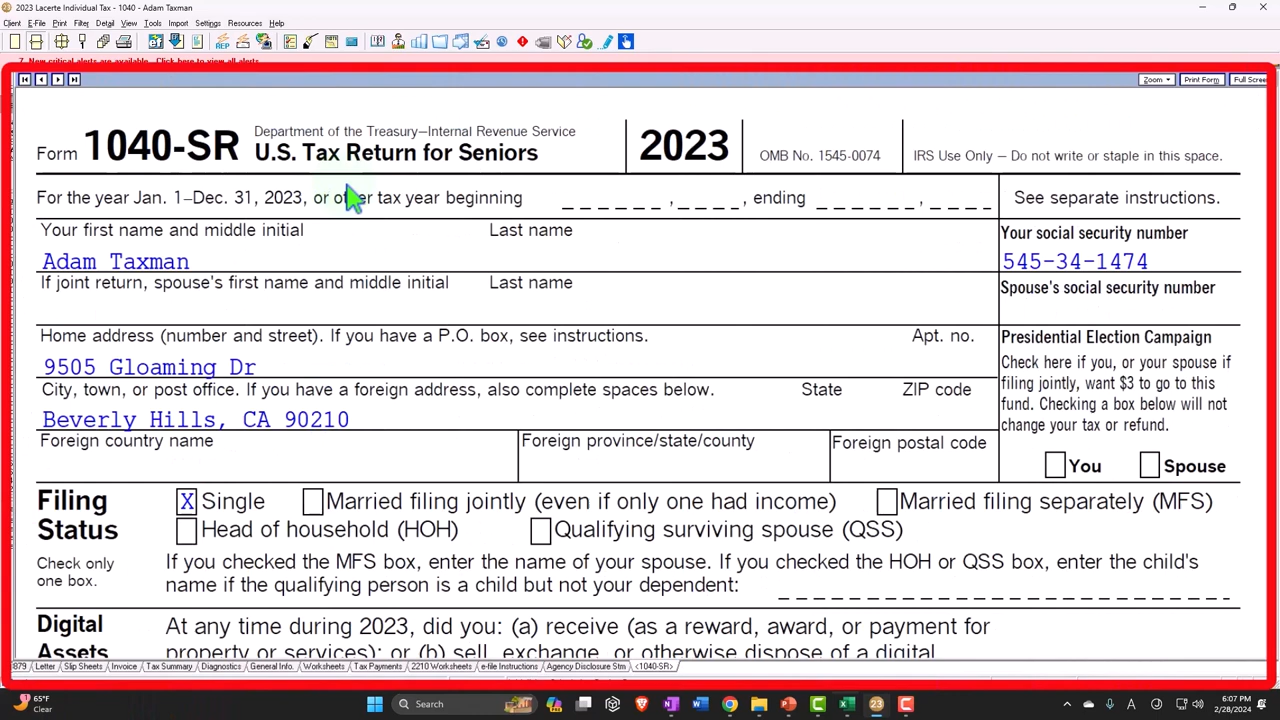 2023 Lacerte Individual Tax - 1040 - Adam Taxman
Client E-File Print Filter Detail View Tools Import Settings Resources Help
7 New critical alerts are available. Click here to view all alerts
Zoom Print Form Full Scree
Form 1040-SR Department of the Treasury—Internal Revenue Service
U.S. Tax Return for Seniors
2023
OMB No. 1545-0074
IRS Use Only – Do not write or staple in this space.
For the year Jan. 1–Dec. 31, 2023, or other tax year beginning , , ending , See separate instructions.
Your first name and middle initial Last name Your social security number
Adam Taxman 545-34-1474
If joint return, spouse's first name and middle initial Last name Spouse's social security number
Home address (number and street). If you have a P.O. box, see instructions. Apt. no.
9505 Gloaming Dr
City, town, or post office. If you have a foreign address, also complete spaces below. State ZIP code
Beverly Hills, CA 90210
Foreign country name Foreign province/state/county Foreign postal code
Presidential Election Campaign
Check here if you, or your spouse if
filing jointly, want $3 to go to this
fund. Checking a box below will not
change your tax or refund.
You Spouse
Filing Status
Check only
one box.
X Single Married filing jointly (even if only one had income) Married filing separately (MFS)
Head of household (HOH) Qualifying surviving spouse (QSS)
If you checked the MFS box, enter the name of your spouse. If you checked the HOH or QSS box, enter the child's
name if the qualifying person is a child but not your dependent:
Digital
Assets
At any time during 2023, did you: (a) receive (as a reward, award, or payment for
property or services); or (b) sell, exchange, or otherwise dispose of a digital
879 Letter Slip Sheets Invoice Tax Summary Diagnostics General Info. Worksheets Tax Payments 2210 Worksheets e-file Instructions Agency Disclosure Stm <1040-SR>
65°F
Clear
Search
6:07 PM
2/28/2024